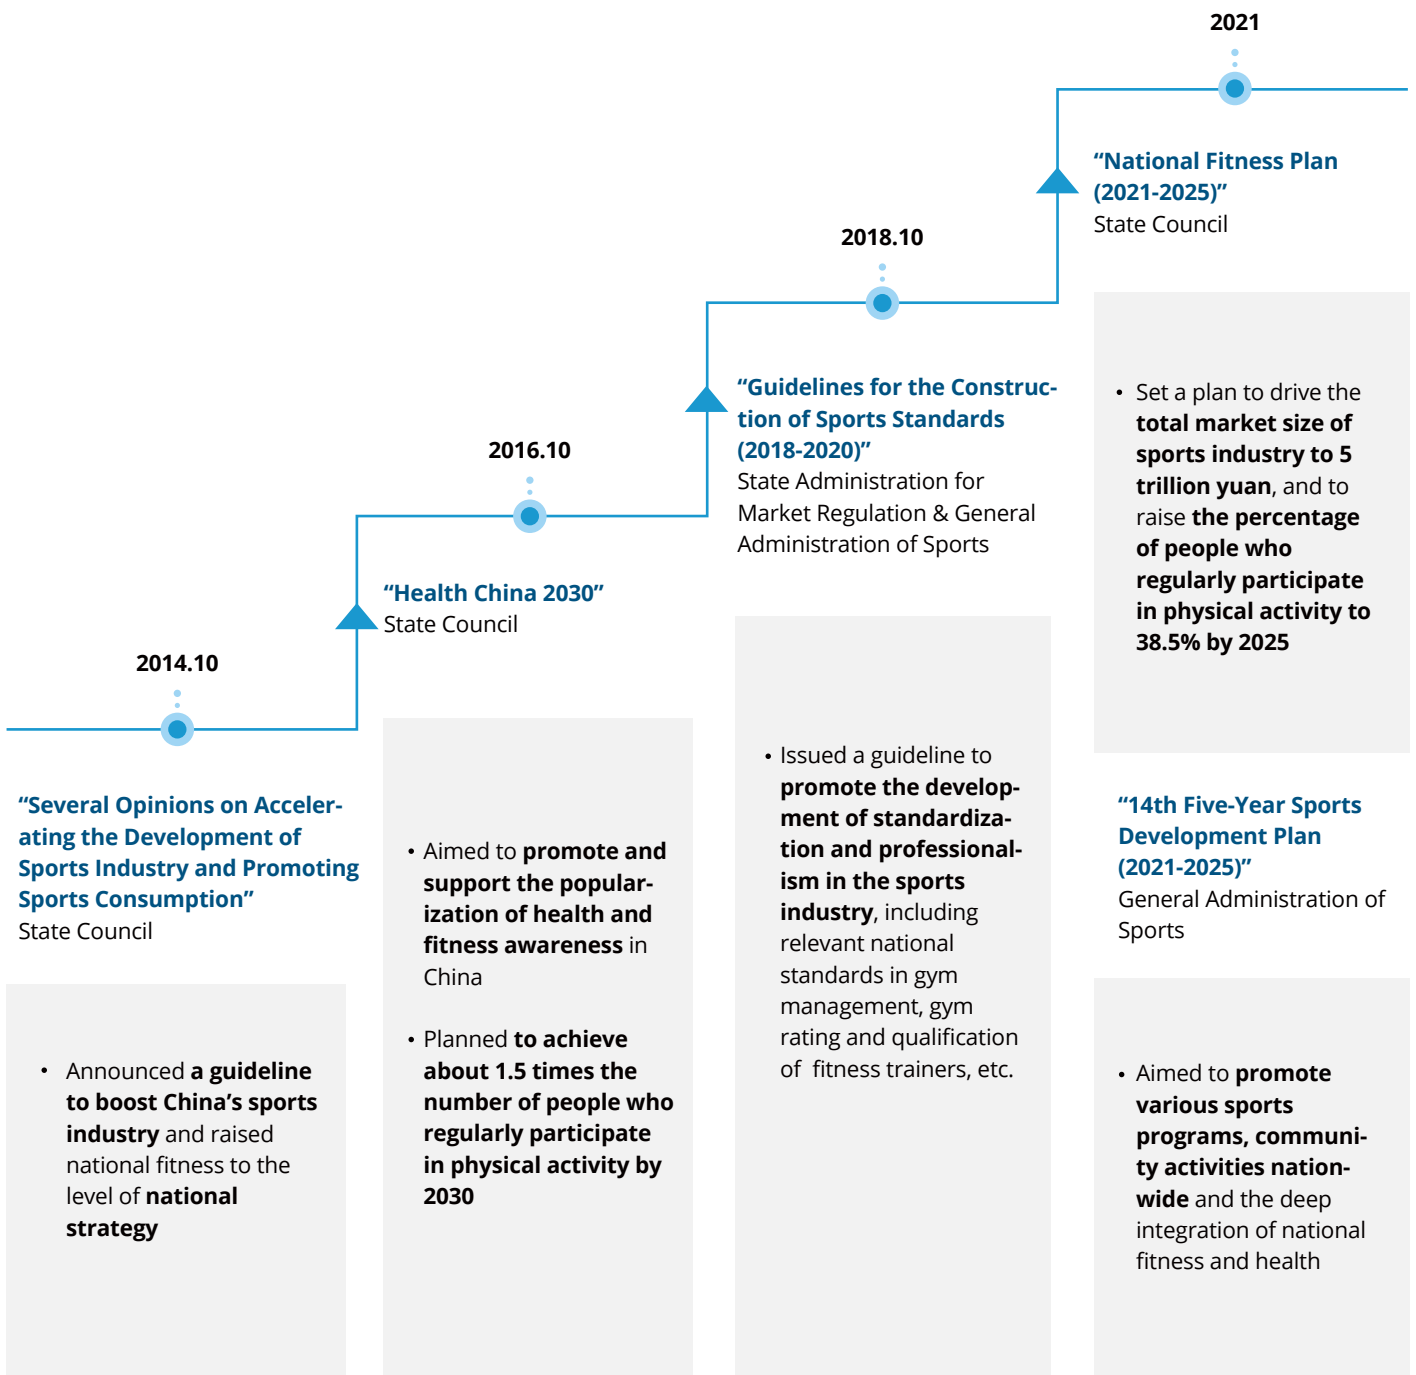 2014.10
“Several Opinions on Acceler-
ating the Development of
Sports Industry and Promoting
Sports Consumption”
State Council
• Announced a guideline
to boost China’s sports
industry and raised
national fitness to the
level of national
strategy
2016.10
“Health China 2030”
State Council
• Aimed to promote and
support the popular-
ization of health and
fitness awareness in
China
• Planned to achieve
about 1.5 times the
number of people who
regularly participate
in physical activity by
2030
2018.10
“Guidelines for the Construc-
tion of Sports Standards
(2018-2020)”
State Administration for
Market Regulation & General
Administration of Sports
• Issued a guideline to
promote the develop-
ment of standardiza-
tion and professional-
ism in the sports
industry, including
relevant national
standards in gym
management, gym
rating and qualification
of fitness trainers, etc.
2021
“National Fitness Plan
(2021-2025)”
State Council
• Set a plan to drive the
total market size of
sports industry to 5
trillion yuan, and to
raise the percentage
of people who
regularly participate
in physical activity to
38.5% by 2025
“14th Five-Year Sports
Development Plan
(2021-2025)”
General Administration of
Sports
• Aimed to promote
various sports
programs, communi-
ty activities nation-
wide and the deep
integration of national
fitness and health